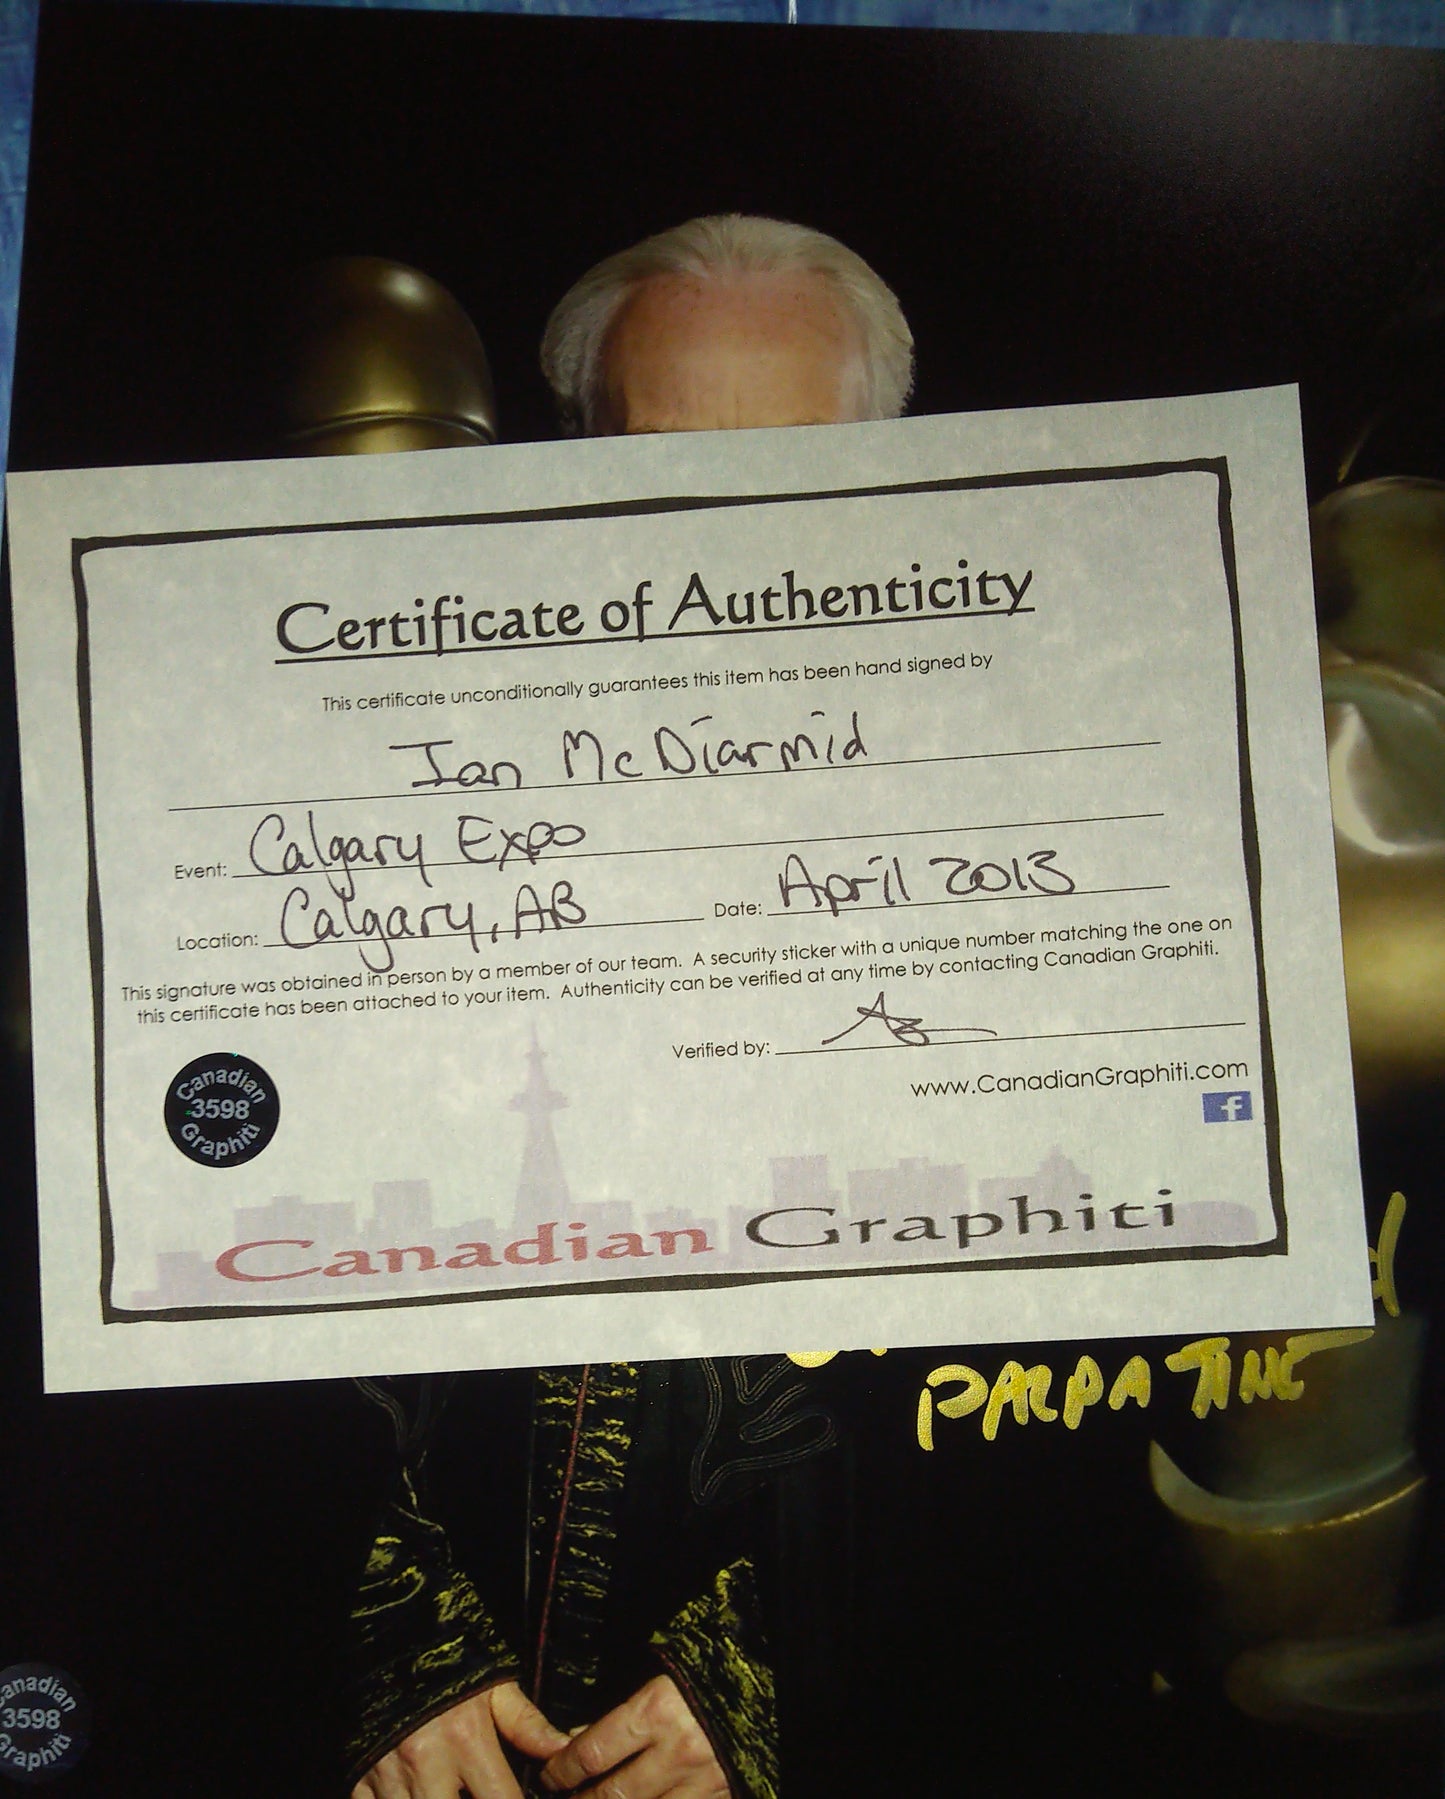 Certificate of Authenticity
This certificate unconditionally guarantees this item has been hand signed by
Ian McDiarmid
Event: Calgary Expo
Location: Calgary, AB Date: April 2013
This signature was obtained in person by a member of our team. A security sticker with a unique number matching the one on
this certificate has been attached to your item. Authenticity can be verified at any time by contacting Canadian Graphiti.
Verified by:
www.CanadianGraphiti.com
f
Canadian
3598
Graphiti
Canadian Graphiti
PALPATINE
anadian
3598
Graphiti